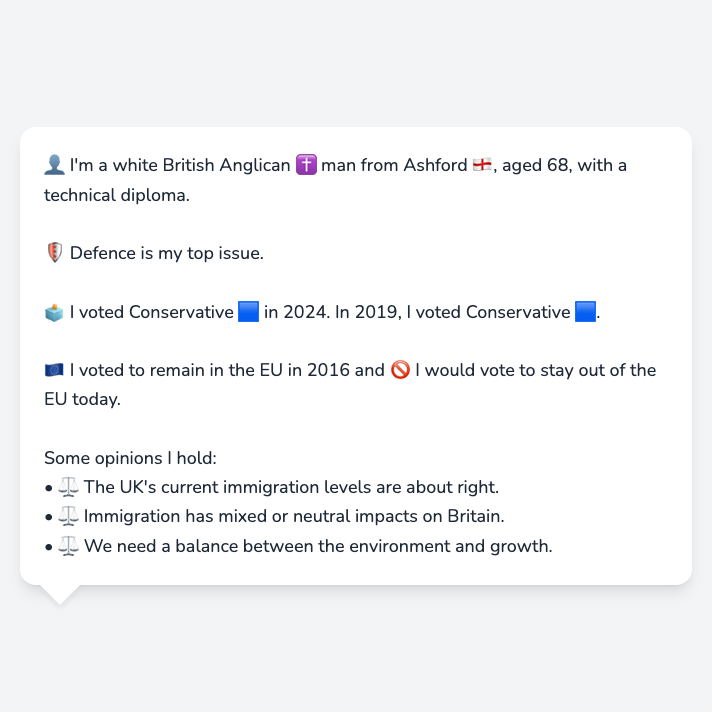 👤 I'm a white British Anglican ✝️ man from Ashford 🏴󠁧󠁢󠁥󠁮󠁧󠁿, aged 68, with a
technical diploma.
🛡️ Defence is my top issue.
🗳️ I voted Conservative 🟦 in 2024. In 2019, I voted Conservative 🟦.
🇪🇺 I voted to remain in the EU in 2016 and 🚫 I would vote to stay out of the
EU today.
Some opinions I hold:
• ⚖️ The UK's current immigration levels are about right.
• ⚖️ Immigration has mixed or neutral impacts on Britain.
• ⚖️ We need a balance between the environment and growth.